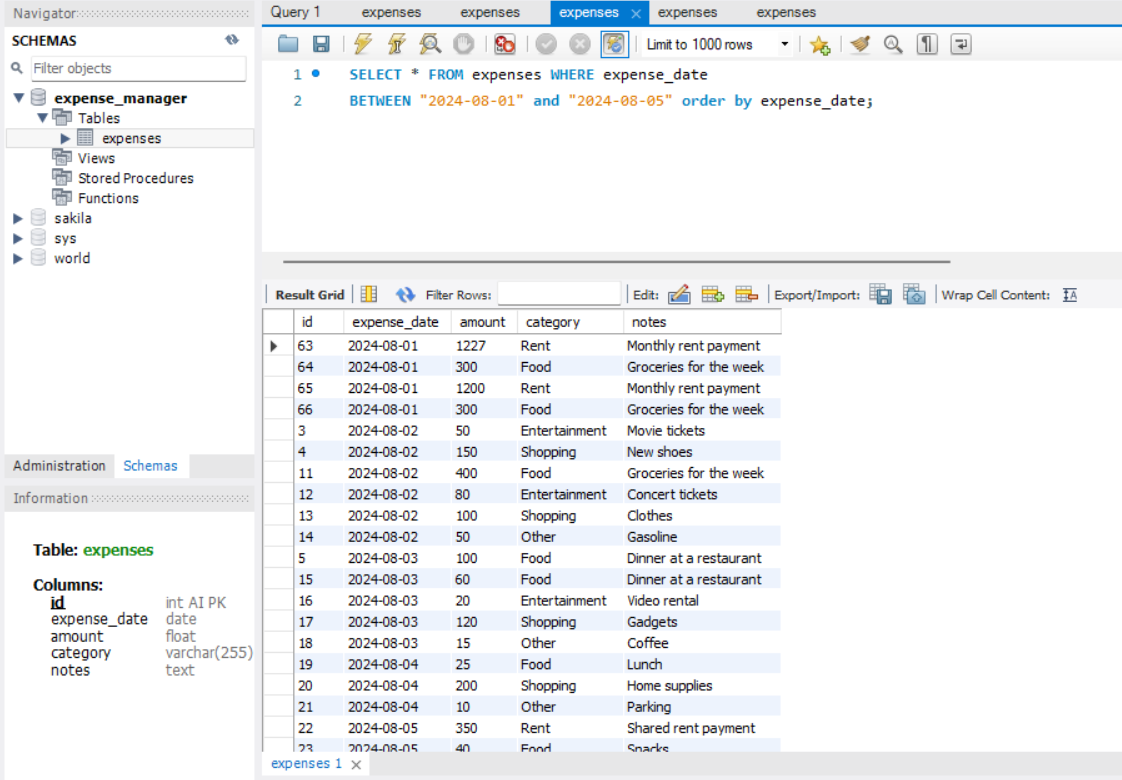 Navigator
SCHEMAS
Filter objects
expense_manager
Tables
expenses
Views
Stored Procedures
Functions
sakila
sys
world
Administration Schemas
Information
Table: expenses
Columns:
id int AI PK
expense_date date
amount float
category varchar(255)
notes text
Query 1 expenses expenses expenses expenses expenses
Limit to 1000 rows
1 SELECT * FROM expenses WHERE expense_date
2 BETWEEN "2024-08-01" and "2024-08-05" order by expense_date;
Result Grid Filter Rows: Edit: Export/Import: Wrap Cell Content:
id expense_date amount category notes
63 2024-08-01 1227 Rent Monthly rent payment
64 2024-08-01 300 Food Groceries for the week
65 2024-08-01 1200 Rent Monthly rent payment
66 2024-08-01 300 Food Groceries for the week
3 2024-08-02 50 Entertainment Movie tickets
4 2024-08-02 150 Shopping New shoes
11 2024-08-02 400 Food Groceries for the week
12 2024-08-02 80 Entertainment Concert tickets
13 2024-08-02 100 Shopping Clothes
14 2024-08-02 50 Other Gasoline
5 2024-08-03 100 Food Dinner at a restaurant
15 2024-08-03 60 Food Dinner at a restaurant
16 2024-08-03 20 Entertainment Video rental
17 2024-08-03 120 Shopping Gadgets
18 2024-08-03 15 Other Coffee
19 2024-08-04 25 Food Lunch
20 2024-08-04 200 Shopping Home supplies
21 2024-08-04 10 Other Parking
22 2024-08-05 350 Rent Shared rent payment
23 2024-08-05 40 Food Snacks
expenses 1